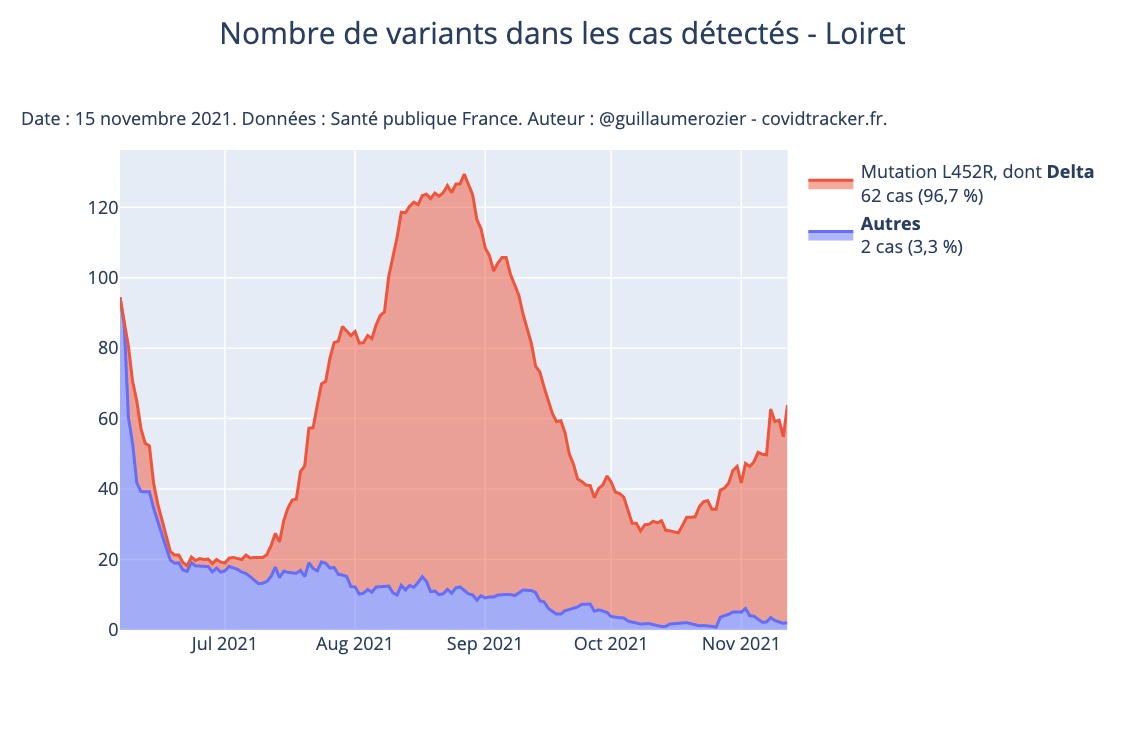 Nombre de variants dans les cas détectés - Loiret
Date : 15 novembre 2021. Données : Santé publique France. Auteur : @guillaumerozier - covidtracker.fr.
Mutation L452R, dont Delta
62 cas (96,7 %)
Autres
2 cas (3,3 %)
120
100
80
60
40
20
0
Jul 2021 Aug 2021 Sep 2021 Oct 2021 Nov 2021